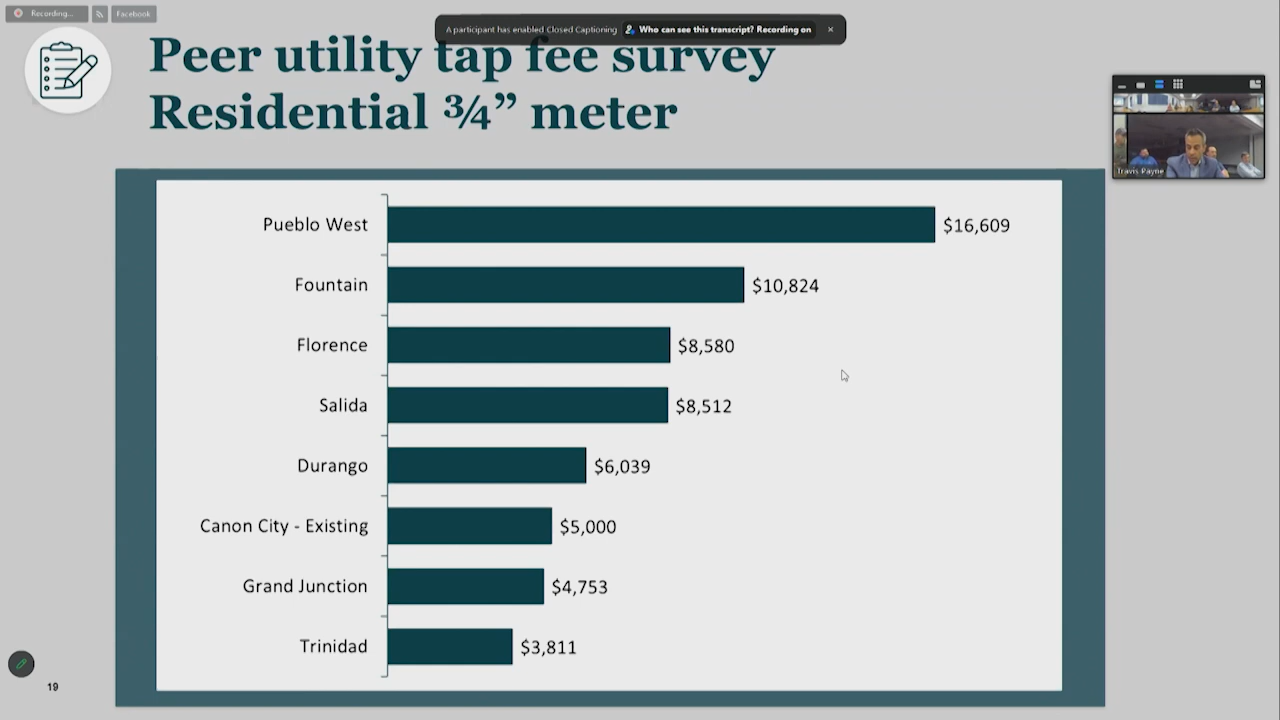 Recording...
Facebook
A participant has enabled Closed Captioning Who can see this transcript? Recording on ×
Peer utility tap fee survey
Residential ¾” meter
Travis Payne
Pueblo West $16,609
Fountain $10,824
Florence $8,580
Salida $8,512
Durango $6,039
Canon City - Existing $5,000
Grand Junction $4,753
Trinidad $3,811
19